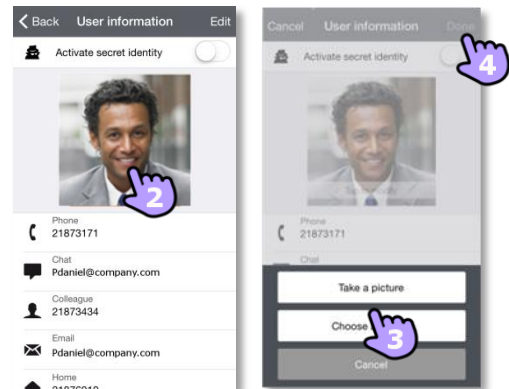 Back User information Edit
Activate secret identity
2
Phone
21873171
Chat
Pdaniel@company.com
Colleague
21873434
Email
Pdaniel@company.com
Home
Cancel User information Done
4
Activate secret identity
Phone
21873171
Chat
Take a picture
Choose
3
Cancel